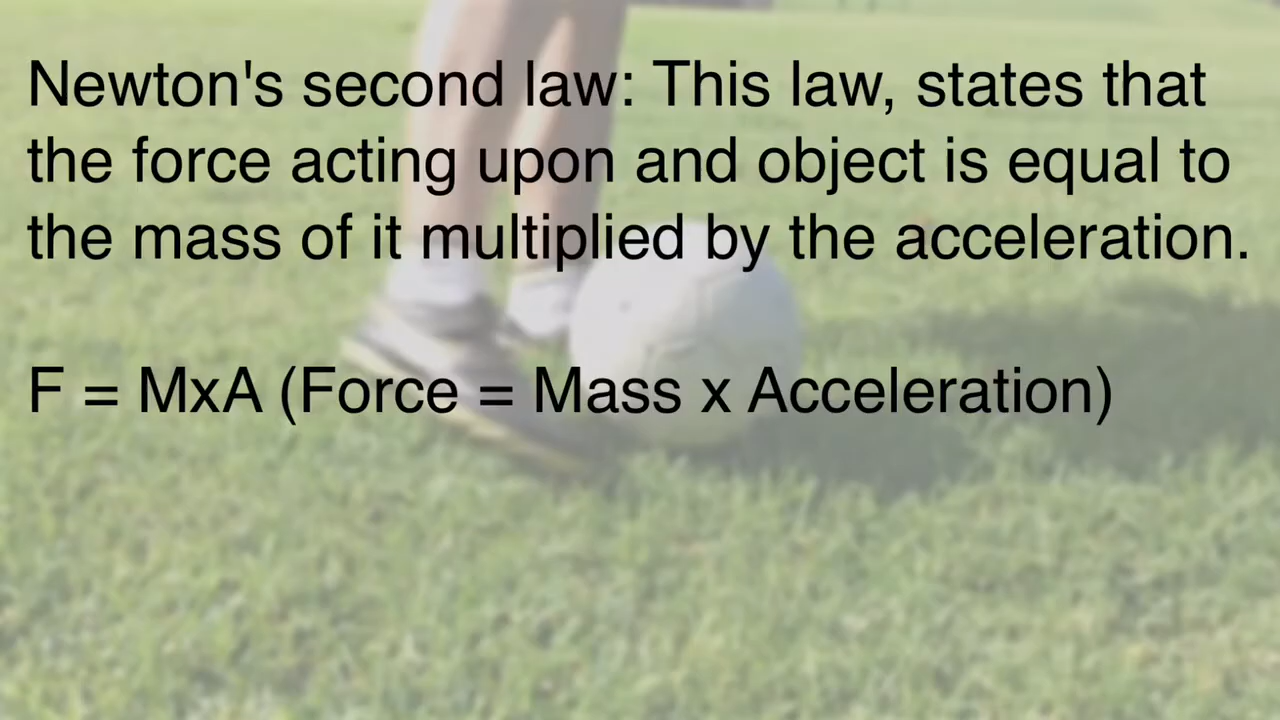 Newton's second law: This law, states that
the force acting upon and object is equal to
the mass of it multiplied by the acceleration.
F = MxA (Force = Mass x Acceleration)